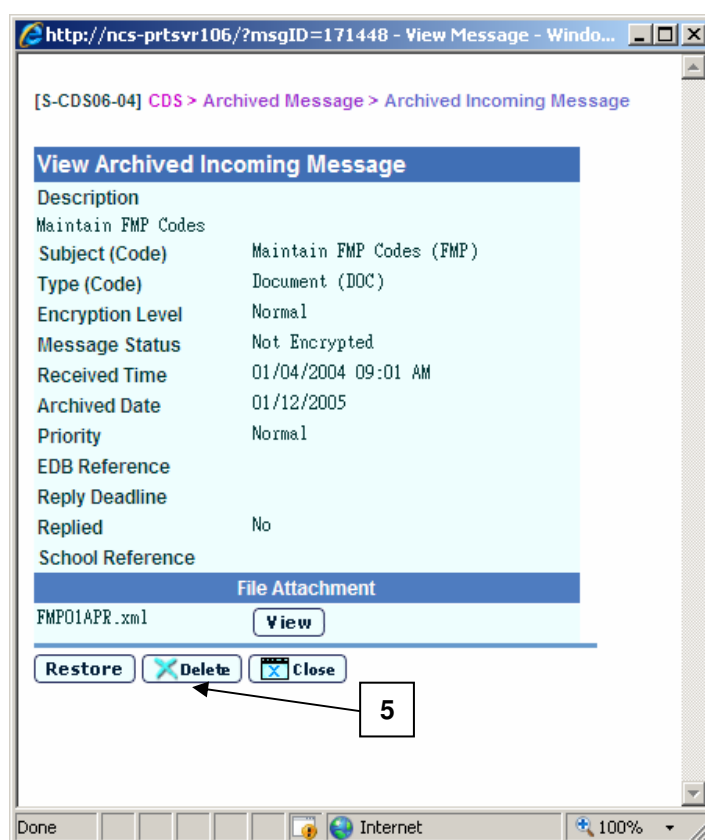 http://ncs-prtsvr106/?msgID=171448 - View Message - Windo...
[S-CDS06-04] CDS > Archived Message > Archived Incoming Message
View Archived Incoming Message
Description
Maintain FMP Codes
Subject (Code) Maintain FMP Codes (FMP)
Type (Code) Document (DOC)
Encryption Level Normal
Message Status Not Encrypted
Received Time 01/04/2004 09:01 AM
Archived Date 01/12/2005
Priority Normal
EDB Reference
Reply Deadline
Replied No
School Reference
File Attachment
FMP01APR.xml View
Restore Delete Close
5
Done Internet 100%